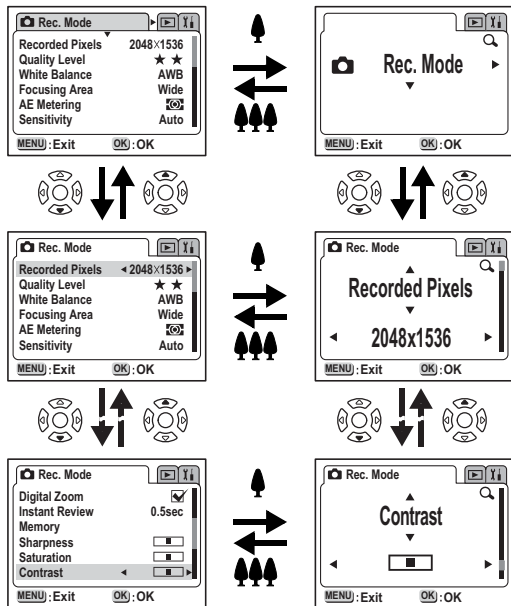 Rec. Mode
Recorded Pixels 2048×1536
Quality Level ★ ★
White Balance AWB
Focusing Area Wide
AE Metering
Sensitivity Auto
MENU : Exit OK : OK
Rec. Mode
MENU : Exit OK : OK
Rec. Mode
Recorded Pixels 2048×1536
Quality Level ★ ★
White Balance AWB
Focusing Area Wide
AE Metering
Sensitivity Auto
MENU : Exit OK : OK
Rec. Mode
Recorded Pixels
2048x1536
MENU : Exit OK : OK
Rec. Mode
Digital Zoom
Instant Review 0.5sec
Memory
Sharpness
Saturation
Contrast
MENU : Exit OK : OK
Rec. Mode
Contrast
MENU : Exit OK : OK